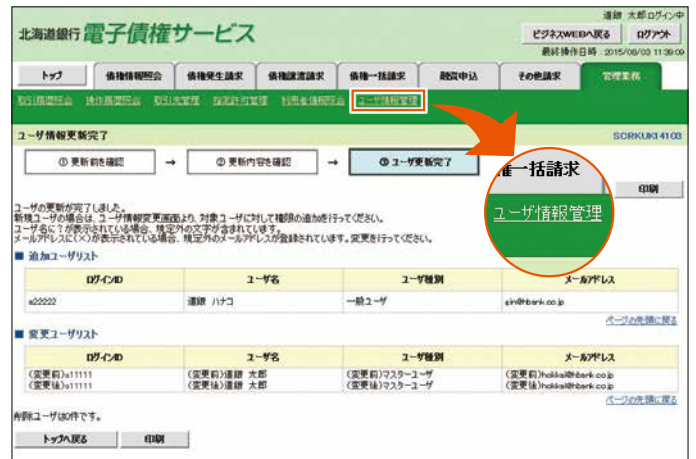 道銀 太郎ログイン中
北海道銀行 電子債権サービス
ビジネスWEBへ戻る ログアウト
最終操作日時:2015/09/03 11:39:09
トップ 債権情報照会 債権発生請求 債権譲渡請求 債権一括請求 融資申込 その他請求 管理業務
取引履歴照会 操作履歴照会 取引先管理 指定許可管理 利用者情報照会 ユーザ情報管理
ユーザ情報更新完了 SCRKUK14103
① 更新前を確認 → ② 更新内容を確認 → ③ ユーザ更新完了
権一括請求
ユーザ情報管理
印刷
ユーザの更新が完了しました。
新規ユーザの場合は、ユーザ情報変更画面より、対象ユーザに対して権限の追加を行ってください。
ユーザ名に?が表示されている場合、規定外の文字が含まれています。
メールアドレスに(×)が表示されている場合、規定外のメールアドレスが登録されています。変更を行ってください。
■ 追加ユーザリスト
ログインID ユーザ名 ユーザ種別 メールアドレス
a22222 道銀 ハナコ 一般ユーザ
ページの先頭に戻る
■ 変更ユーザリスト
ログインID ユーザ名 ユーザ種別 メールアドレス
(変更前)a11111 (変更前)道銀 太郎 (変更前)マスターユーザ (変更前)
(変更後)a11111 (変更後)道銀 太郎 (変更後)マスターユーザ (変更後)
ページの先頭に戻る
削除ユーザは0件です。
トップへ戻る 印刷